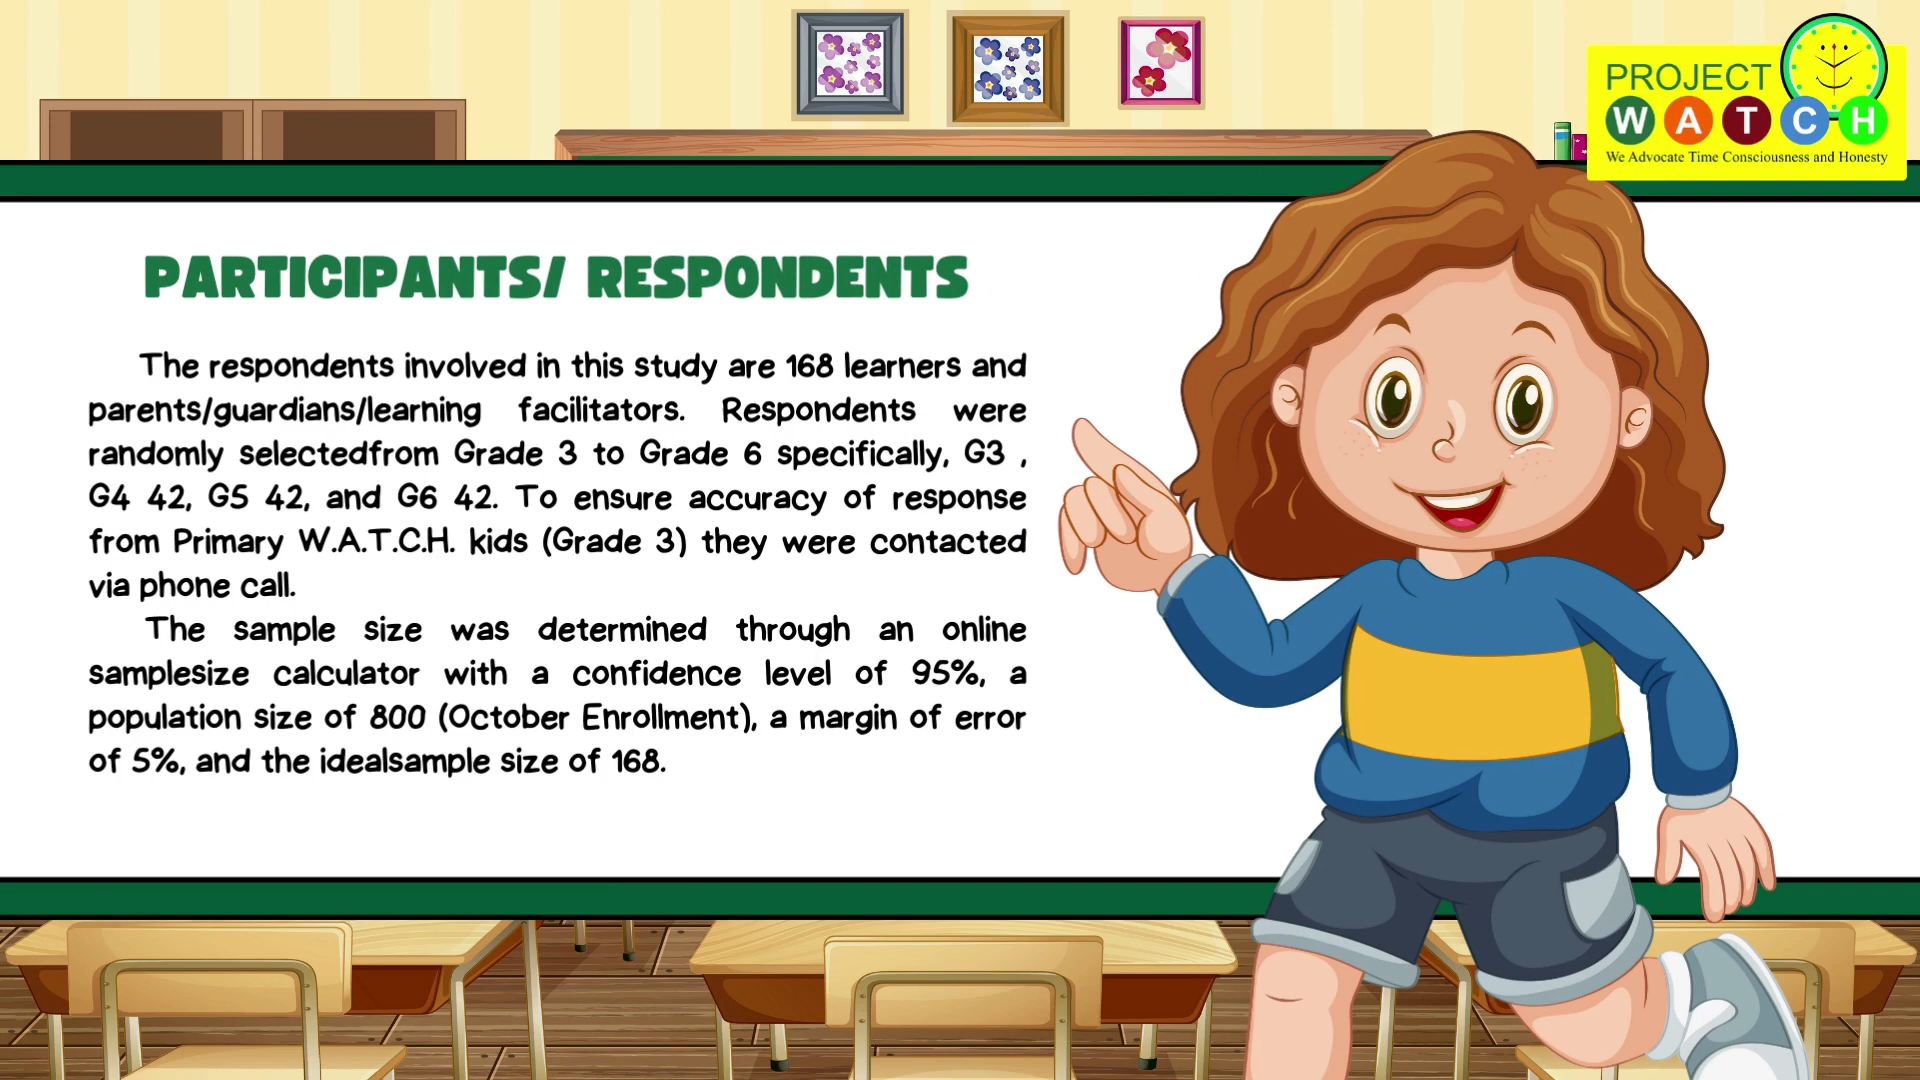 PROJECT
WATCH
We Advocate Time Consciousness and Honesty
PARTICIPANTS/ RESPONDENTS
The respondents involved in this study are 168 learners and
parents/guardians/learning facilitators. Respondents were
randomly selectedfrom Grade 3 to Grade 6 specifically, G3 ,
G4 42, G5 42, and G6 42. To ensure accuracy of response
from Primary W.A.T.C.H. kids (Grade 3) they were contacted
via phone call.
The sample size was determined through an online
samplesize calculator with a confidence level of 95%, a
population size of 800 (October Enrollment), a margin of error
of 5%, and the idealsample size of 168.